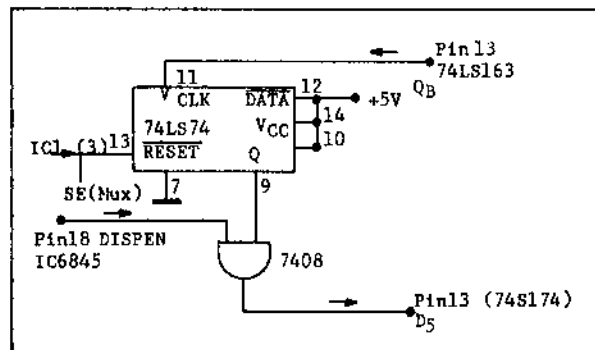 Pin13
74LS163
QB
11
12
CLK
DATA
+5V
14
VCC
74LS74
10
IC1 (3)
13
RESET
Q
SE(Mux)
7
9
Pin18 DISPEN
IC6845
7408
Pin13 (74S174)
D5